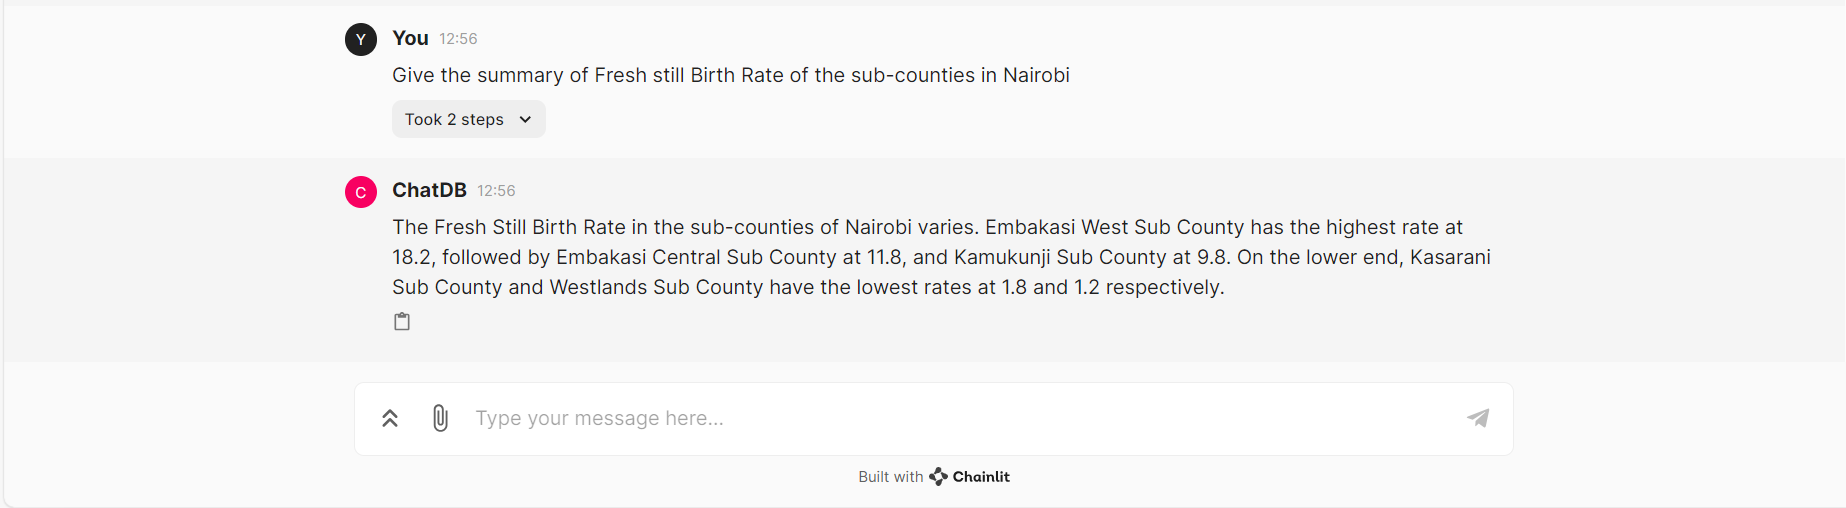 Y You 12:56
Give the summary of Fresh still Birth Rate of the sub-counties in Nairobi
Took 2 steps
C ChatDB 12:56
The Fresh Still Birth Rate in the sub-counties of Nairobi varies. Embakasi West Sub County has the highest rate at
18.2, followed by Embakasi Central Sub County at 11.8, and Kamukunji Sub County at 9.8. On the lower end, Kasarani
Sub County and Westlands Sub County have the lowest rates at 1.8 and 1.2 respectively.
Type your message here...
Built with Chainlit